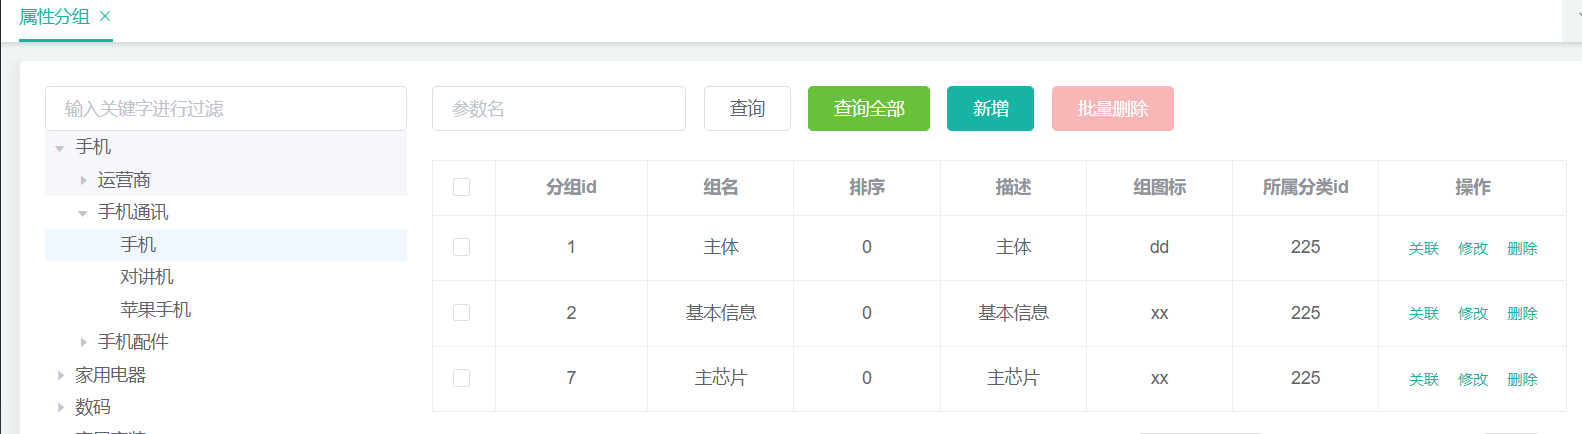 属性分组
输入关键字进行过滤
参数名 查询 查询全部 新增 批量删除
手机
运营商
手机通讯
手机
对讲机
苹果手机
手机配件
家用电器
数码
分组id 组名 排序 描述 组图标 所属分类id 操作
1 主体 0 主体 dd 225 关联 修改 删除
2 基本信息 0 基本信息 xx 225 关联 修改 删除
7 主芯片 0 主芯片 xx 225 关联 修改 删除